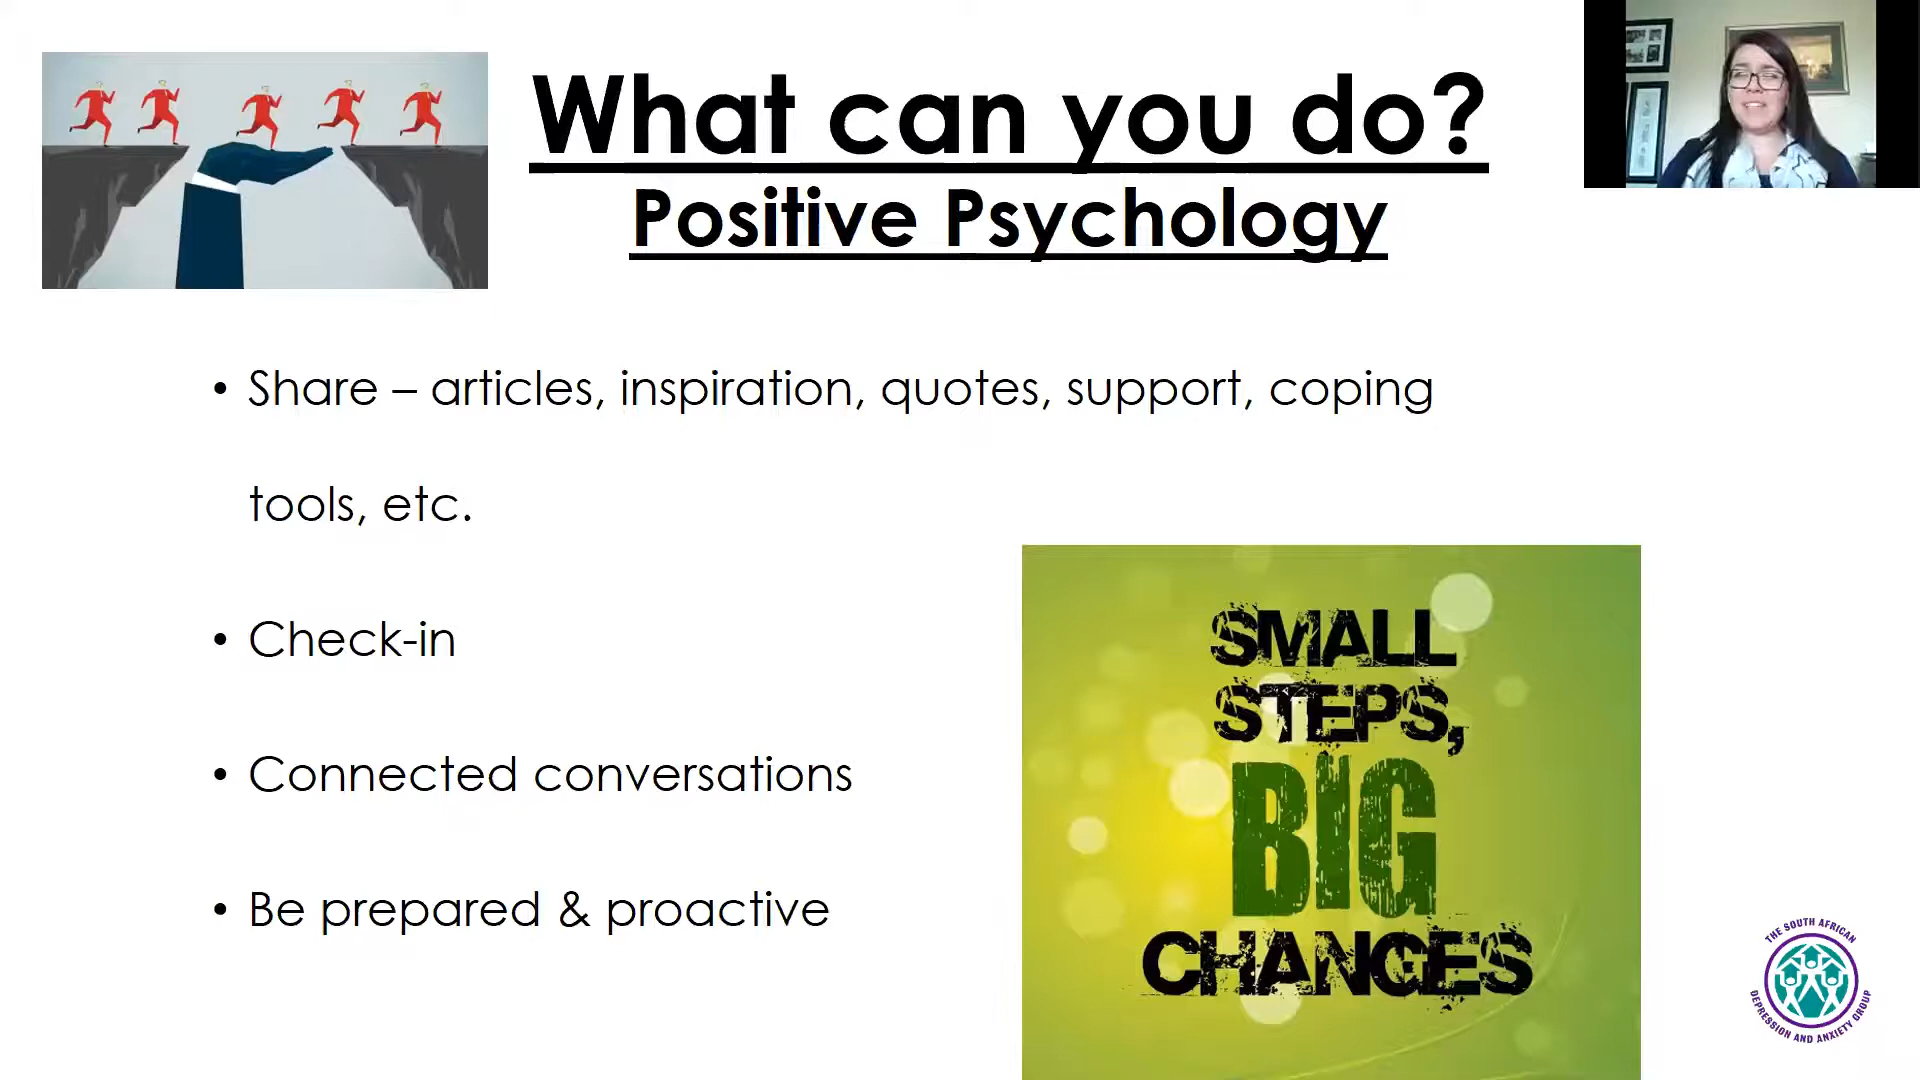 What can you do?
Positive Psychology
• Share – articles, inspiration, quotes, support, coping
tools, etc.
• Check-in
• Connected conversations
• Be prepared & proactive
SMALL
STEPS,
BIG
CHANGES
THE SOUTH AFRICAN
DEPRESSION AND ANXIETY GROUP